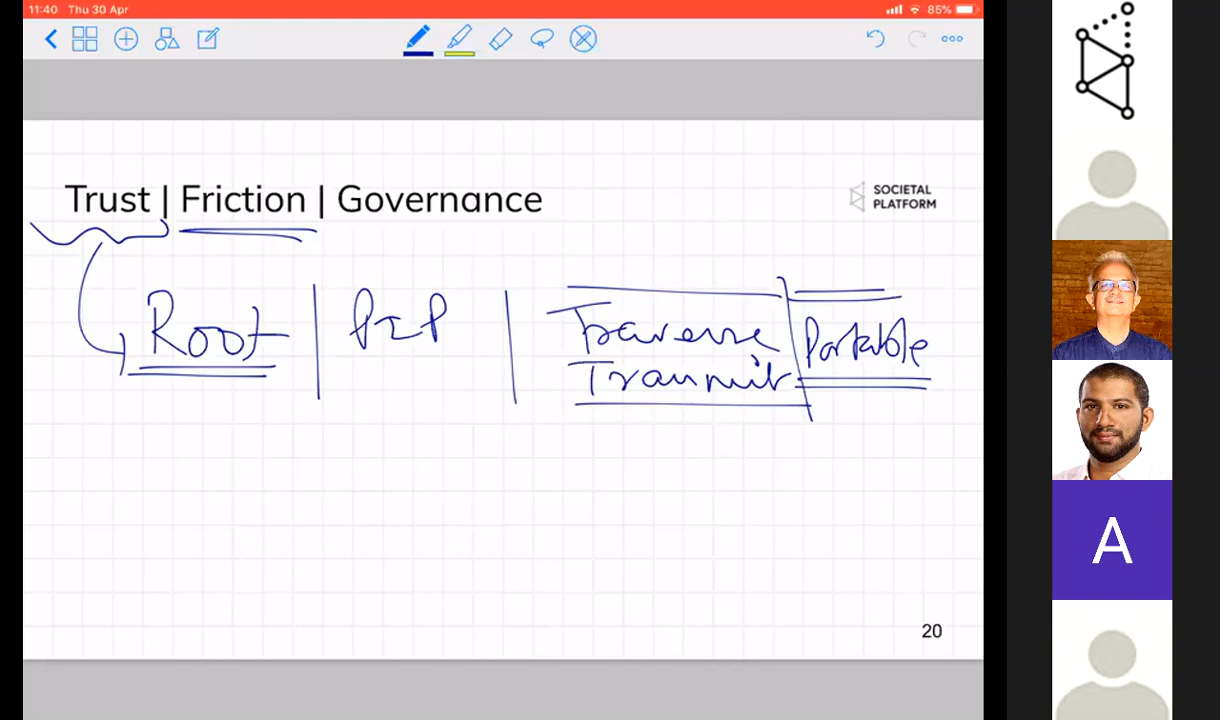 11:40 Thu 30 Apr 85%
Trust | Friction | Governance
SOCIETAL
PLATFORM
Root | P2P | Traverse | Portable
Transmit
20
A